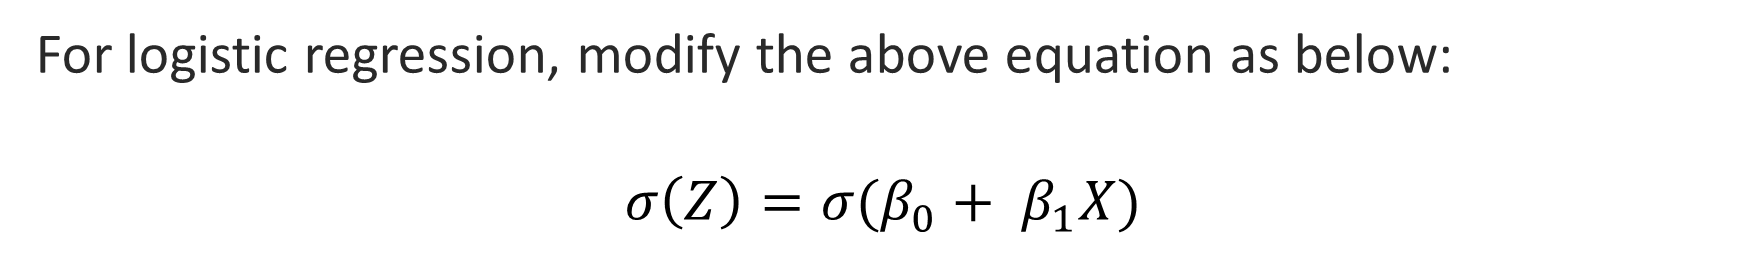 For logistic regression, modify the above equation as below:
σ(Z) = σ(β₀ + β₁X)